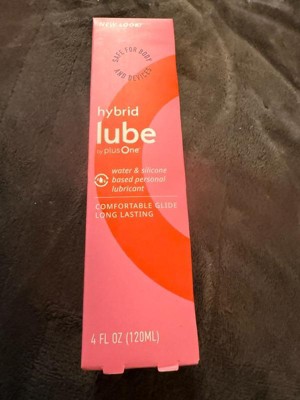 NEW LOOK!
SAFE FOR BODY
AND DEVICES
hybrid
lube
by plusOne
water & silicone
based personal
lubricant
COMFORTABLE GLIDE
LONG LASTING
4 FL OZ (120ML)